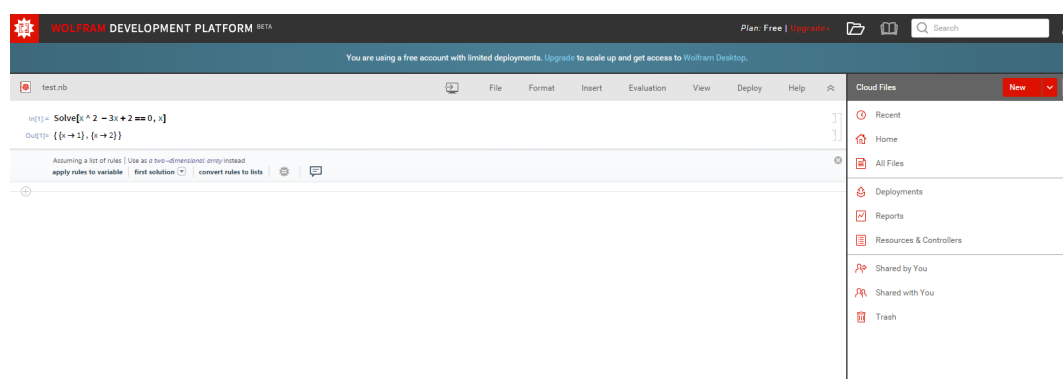 WOLFRAM DEVELOPMENT PLATFORM BETA
Plan: Free | Upgrade»
Search
You are using a free account with limited deployments. Upgrade to scale up and get access to Wolfram Desktop.
test.nb
File Format Insert Evaluation View Deploy Help
In[1]:= Solve[x ^ 2 - 3x + 2 == 0, x]
Out[1]= {{x → 1}, {x → 2}}
Assuming a list of rules | Use as a two-dimensional array instead
apply rules to variable first solution convert rules to lists
Cloud Files New
Recent
Home
All Files
Deployments
Reports
Resources & Controllers
Shared by You
Shared with You
Trash